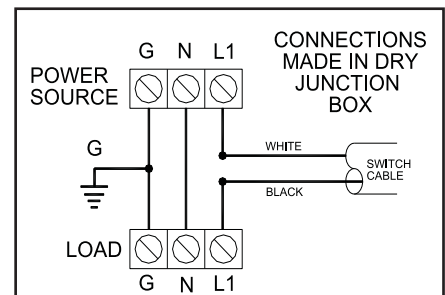 G N L1
POWER
SOURCE
CONNECTIONS
MADE IN DRY
JUNCTION
BOX
G
WHITE
BLACK
SWITCH
CABLE
LOAD
G N L1